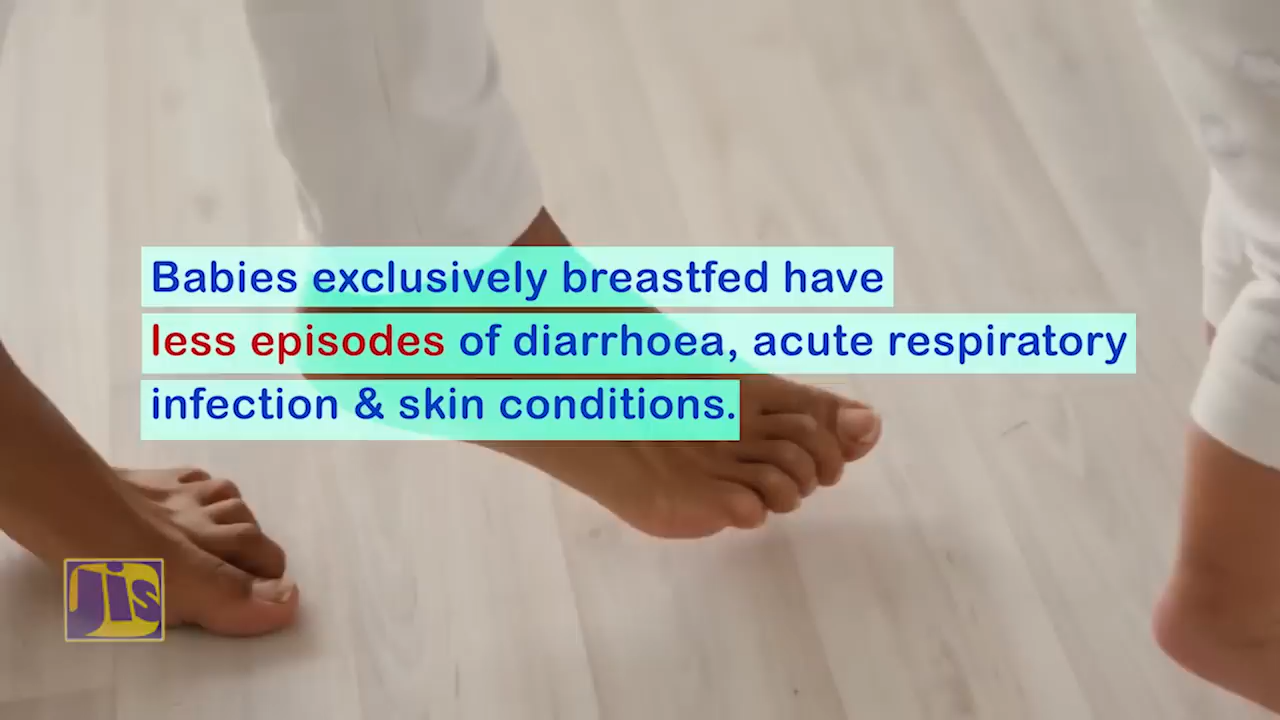 Babies exclusively breastfed have
less episodes of diarrhoea, acute respiratory
infection & skin conditions.
Jis